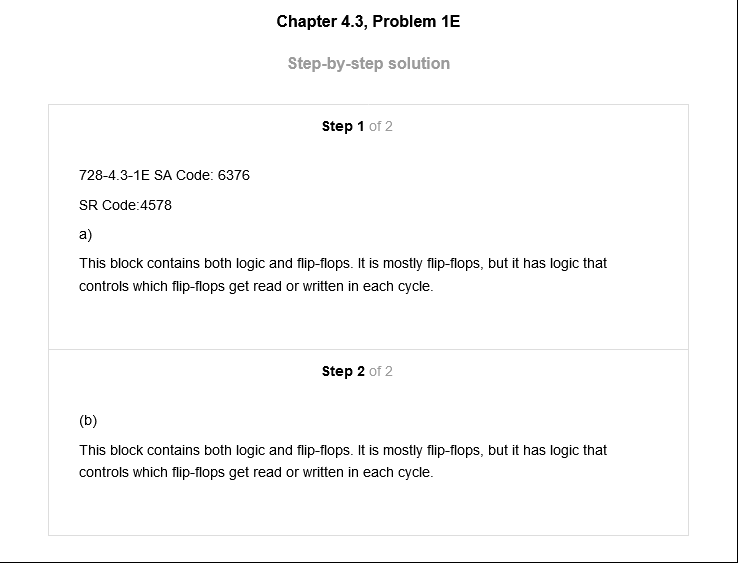 Chapter 4.3, Problem 1E
Step-by-step solution
Step 1 of 2
728-4.3-1E SA Code: 6376
SR Code:4578
a)
This block contains both logic and flip-flops. It is mostly flip-flops, but it has logic that
controls which flip-flops get read or written in each cycle.
Step 2 of 2
(b)
This block contains both logic and flip-flops. It is mostly flip-flops, but it has logic that
controls which flip-flops get read or written in each cycle.